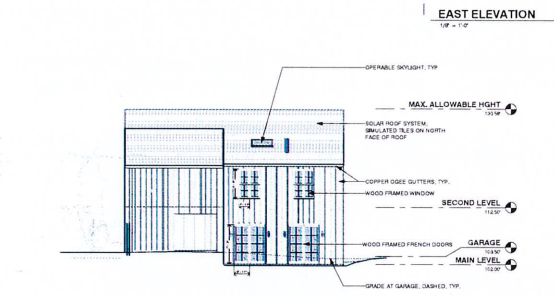 EAST ELEVATION
1/8" = 1'-0"
OPERABLE SKYLIGHT, TYP
MAX. ALLOWABLE HGHT
SOLAR ROOF SYSTEM,
SIMULATED TILES ON NORTH
FACE OF ROOF
COPPER OGEE GUTTERS, TYP.
WOOD FRAMED WINDOW
SECOND LEVEL
112.50'
WOOD FRAMED FRENCH DOORS
GARAGE
103.50'
MAIN LEVEL
102.00'
GRADE AT GARAGE, DASHED, TYP.